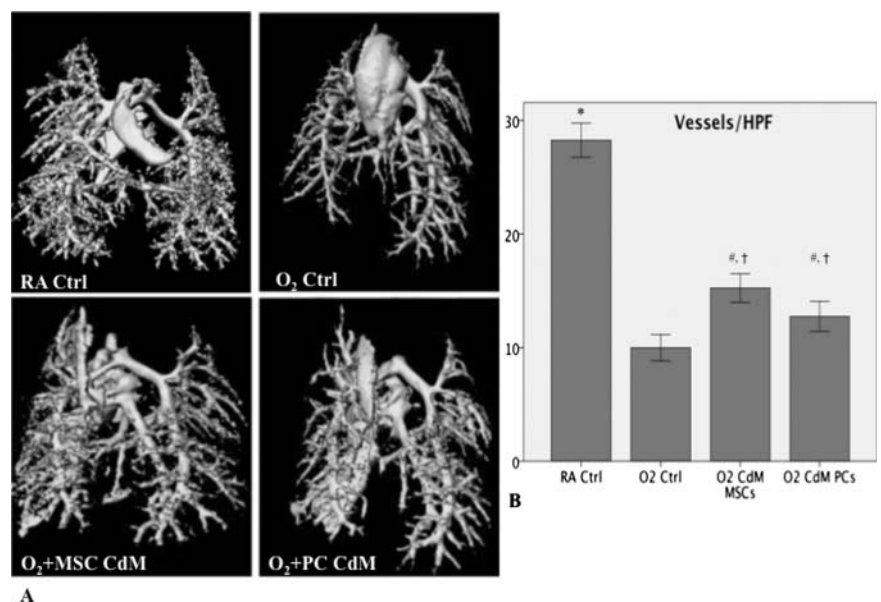 RA Ctrl
O₂ Ctrl
O₂+MSC CdM
O₂+PC CdM
A
Vessels/HPF
30
20
10
0
*
#, †
#, †
RA Ctrl
O2 Ctrl
O2 CdM
MSCs
O2 CdM PCs
B